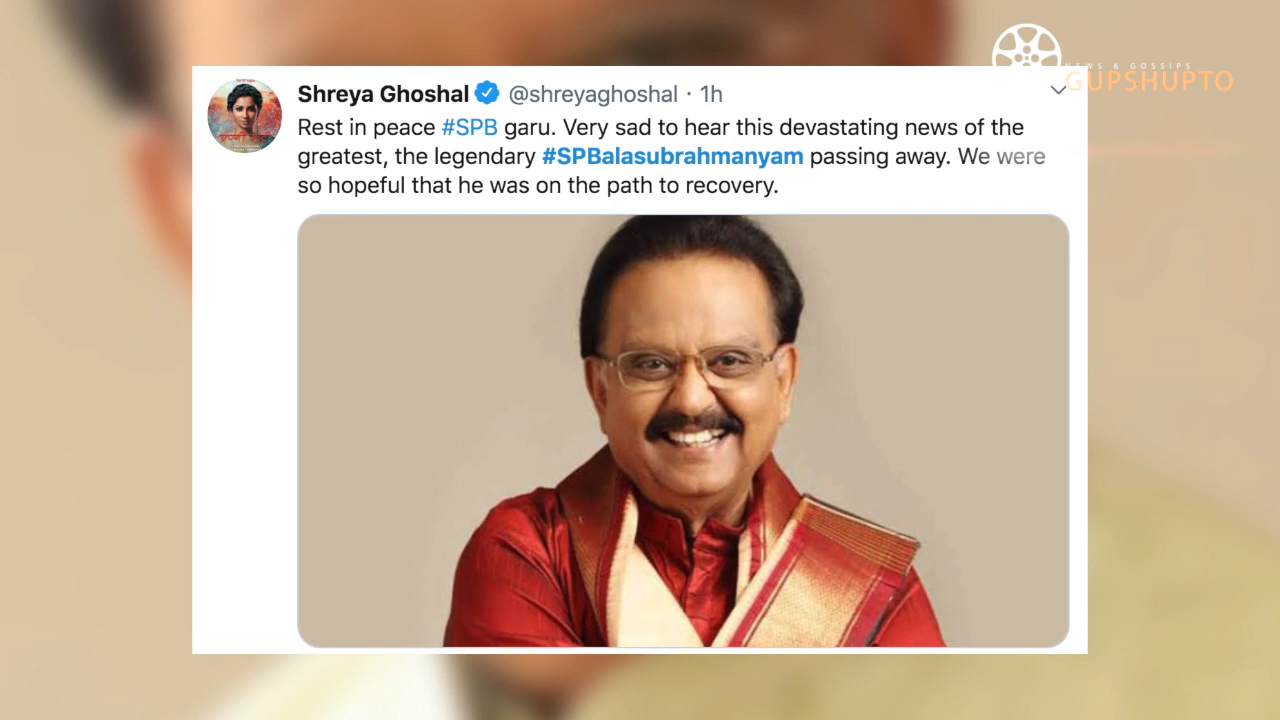 NEWS & GOSSIPS
GUPSHUPTO
Shreya Ghoshal @shreyaghoshal · 1h
Rest in peace #SPB garu. Very sad to hear this devastating news of the
greatest, the legendary #SPBalasubrahmanyam passing away. We were
so hopeful that he was on the path to recovery.